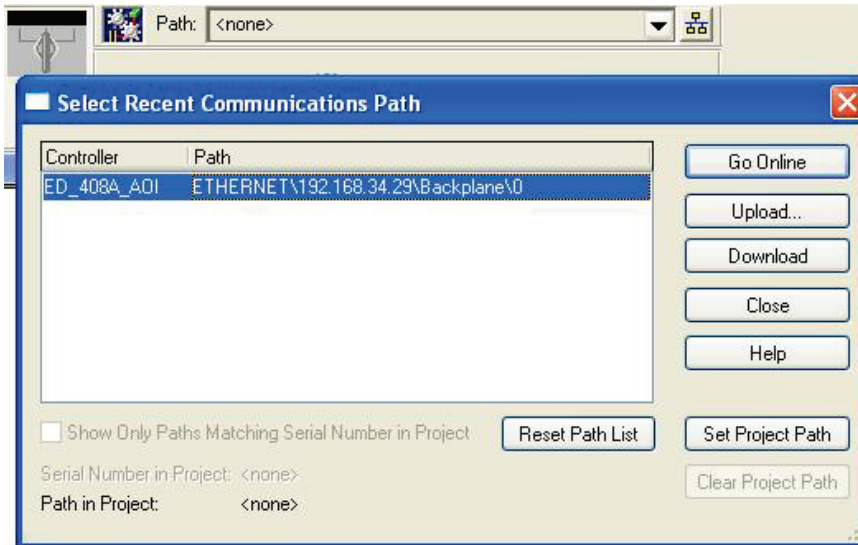 Path: <none>
Select Recent Communications Path
Controller Path
ED_408A_AOI ETHERNET\192.168.34.29\Backplane\0
Go Online
Upload...
Download
Close
Help
Show Only Paths Matching Serial Number in Project
Reset Path List
Set Project Path
Serial Number in Project: <none>
Clear Project Path
Path in Project: <none>